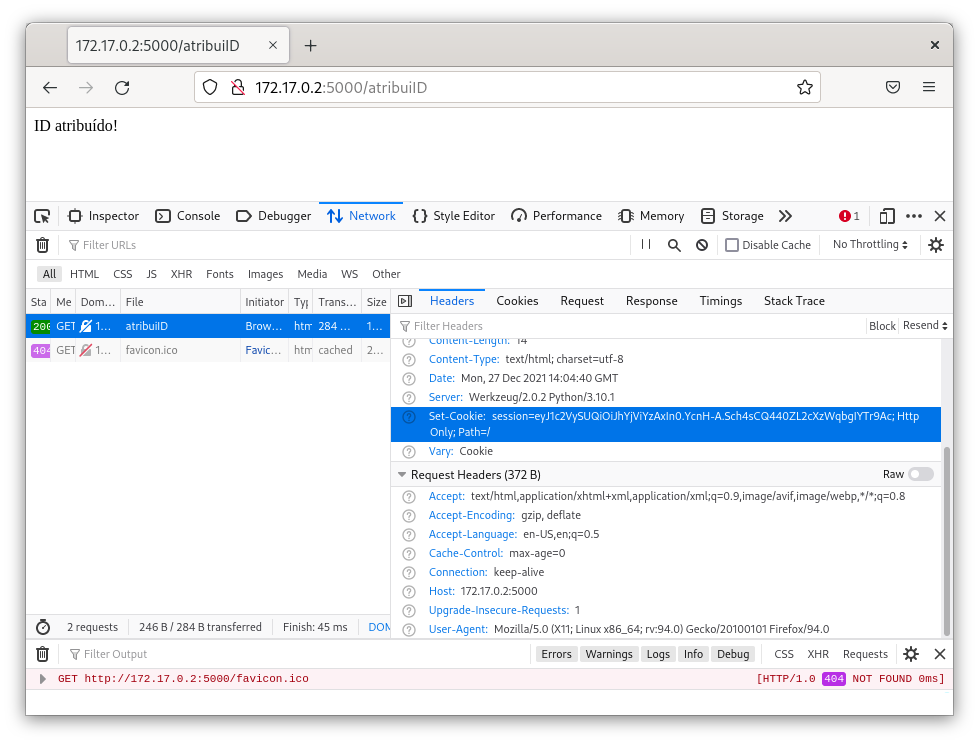 172.17.0.2:5000/atribuiID
172.17.0.2:5000/atribuiID
ID atribuído!
Inspector Console Debugger Network Style Editor Performance Memory Storage 1
Filter URLs Disable Cache No Throttling
All HTML CSS JS XHR Fonts Images Media WS Other
Sta Me Dom… File Initiator Typ Trans… Size Headers Cookies Request Response Timings Stack Trace
200 GET 1… atribuiID Brow… htm 284 … 1… Filter Headers Block Resend
404 GET 1… favicon.ico Favic… htm cached 2… Content-Length: 14
Content-Type: text/html; charset=utf-8
Date: Mon, 27 Dec 2021 14:04:40 GMT
Server: Werkzeug/2.0.2 Python/3.10.1
Set-Cookie: session=eyJ1c2VySUQiOiJhYjViYzAxIn0.YcnH-A.Sch4sCQ440ZL2cXzWqbgIYTr9Ac; Http
Only; Path=/
Vary: Cookie
Request Headers (372 B) Raw
Accept: text/html,application/xhtml+xml,application/xml;q=0.9,image/avif,image/webp,*/*;q=0.8
Accept-Encoding: gzip, deflate
Accept-Language: en-US,en;q=0.5
Cache-Control: max-age=0
Connection: keep-alive
Host: 172.17.0.2:5000
Upgrade-Insecure-Requests: 1
2 requests 246 B / 284 B transferred Finish: 45 ms DOM User-Agent: Mozilla/5.0 (X11; Linux x86_64; rv:94.0) Gecko/20100101 Firefox/94.0
Filter Output Errors Warnings Logs Info Debug CSS XHR Requests
GET http://172.17.0.2:5000/favicon.ico [HTTP/1.0 404 NOT FOUND 0ms]